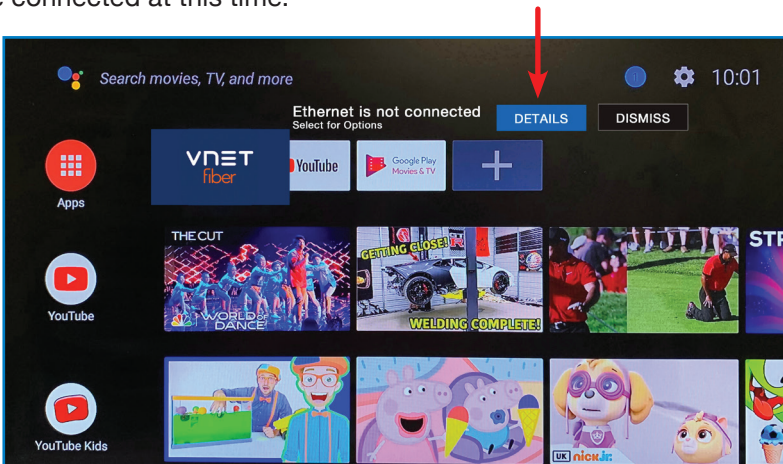 e connected at this time.
Search movies, TV, and more
10:01
Ethernet is not connected
Select for Options
DETAILS
DISMISS
VNET
fiber
YouTube
Google Play
Movies & TV
Apps
THE CUT
WORLD OF
DANCE
GETTING CLOSE!
WELDING COMPLETE!
STR
YouTube
YouTube Kids
UK nick Jr.